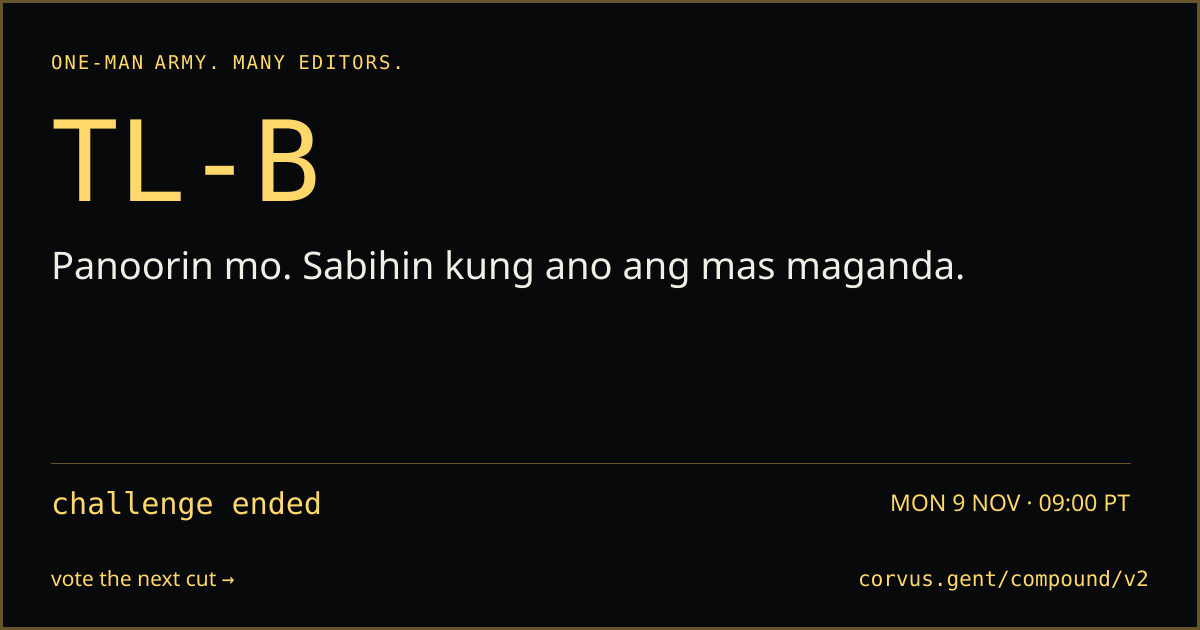 ONE-MAN ARMY. MANY EDITORS.
TL-B
Panoorin mo. Sabihin kung ano ang mas maganda.
challenge ended
MON 9 NOV · 09:00 PT
vote the next cut →
corvus.gent/compound/v2